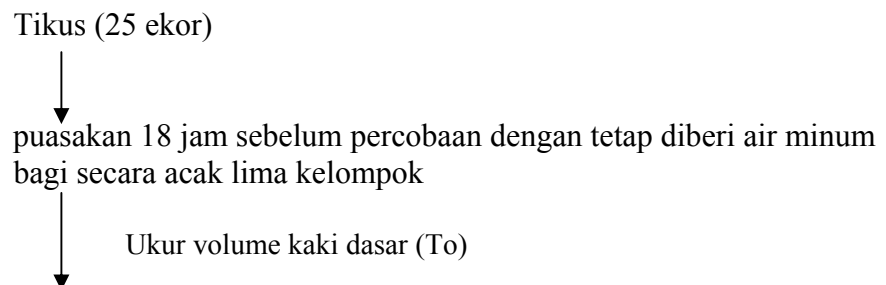 Tikus (25 ekor)
puasakan 18 jam sebelum percobaan dengan tetap diberi air minum
bagi secara acak lima kelompok
Ukur volume kaki dasar (To)